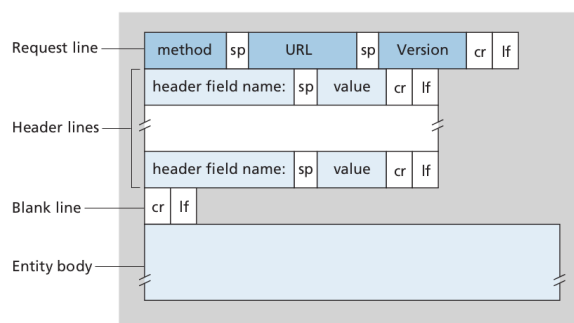 Request line method sp URL sp Version cr lf
header field name: sp value cr lf
Header lines
header field name: sp value cr lf
Blank line cr lf
Entity body